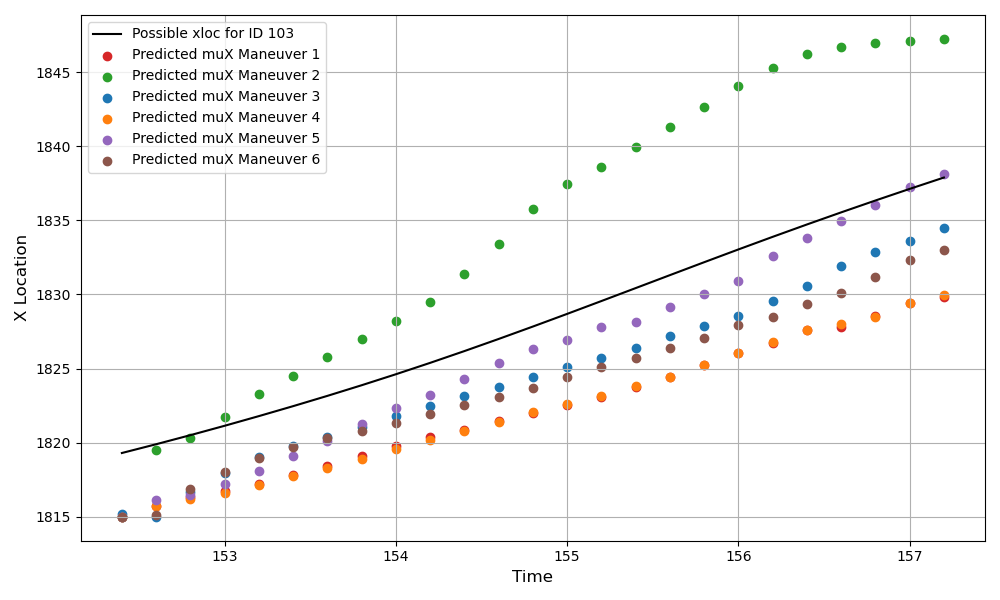 Possible xloc for ID 103
Predicted muX Maneuver 1
Predicted muX Maneuver 2
Predicted muX Maneuver 3
Predicted muX Maneuver 4
Predicted muX Maneuver 5
Predicted muX Maneuver 6
X Location
1845
1840
1835
1830
1825
1820
1815
153 154 155 156 157
Time